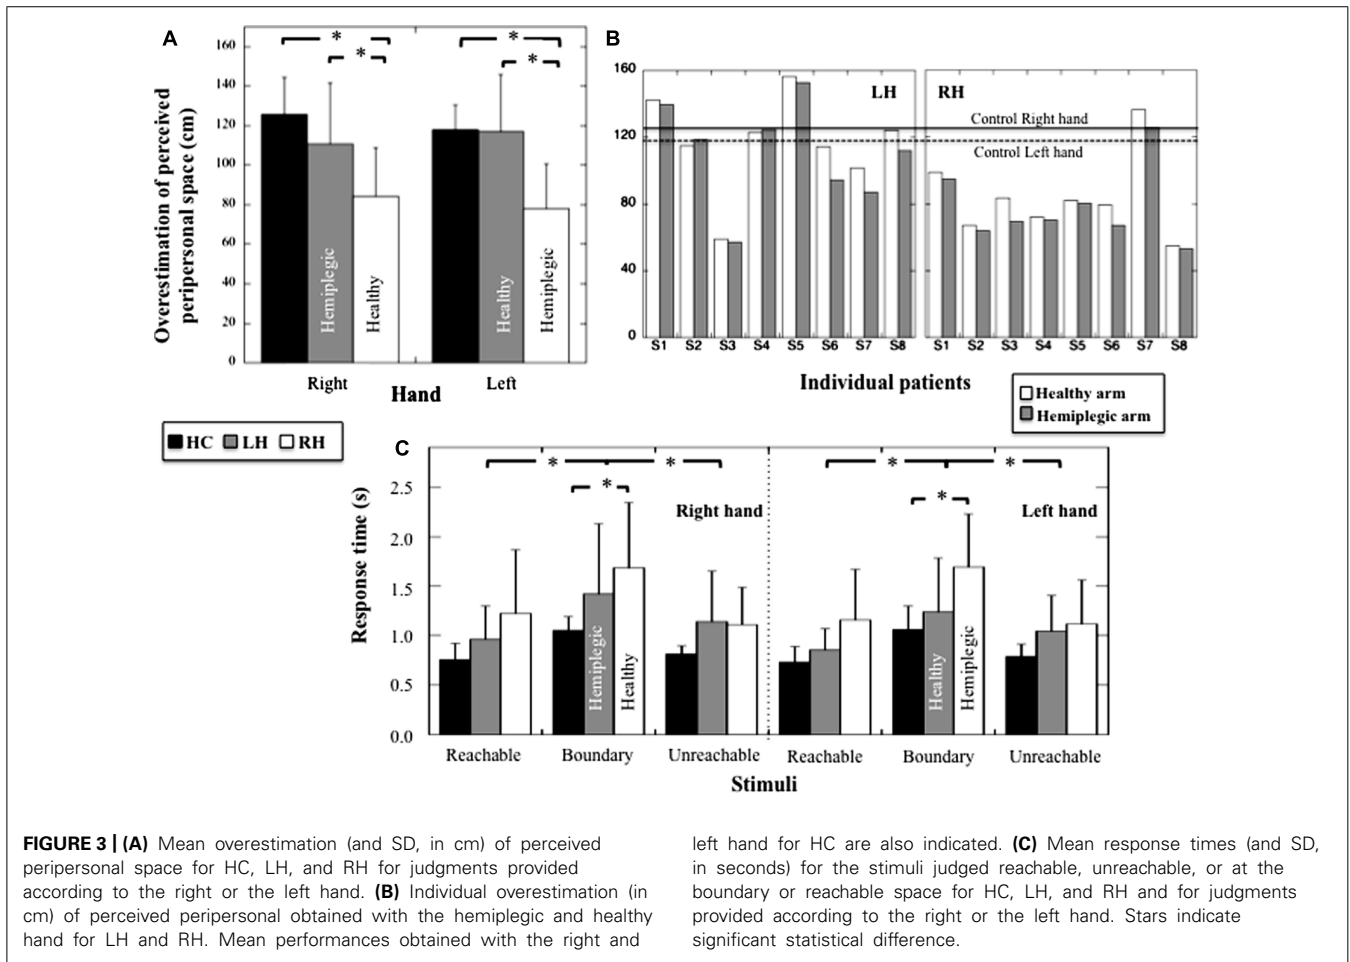 A
Overestimation of perceived
peripersonal space (cm)
160
140
120
100
80
60
40
20
0
*
*
*
*
Hemiplegic
Healthy
Healthy
Hemiplegic
Right
Left
Hand
HC LH RH
B
160
120
80
40
0
LH
RH
Control Right hand
Control Left hand
S1 S2 S3 S4 S5 S6 S7 S8 S1 S2 S3 S4 S5 S6 S7 S8
Individual patients
Healthy arm
Hemiplegic arm
C
Response time (s)
2.5
2.0
1.5
1.0
0.5
0.0
* * * *
* *
Right hand
Left hand
Hemiplegic
Healthy
Healthy
Hemiplegic
Reachable Boundary Unreachable Reachable Boundary Unreachable
Stimuli
FIGURE 3 | (A) Mean overestimation (and SD, in cm) of perceived
peripersonal space for HC, LH, and RH for judgments provided
according to the right or the left hand. (B) Individual overestimation (in
cm) of perceived peripersonal obtained with the hemiplegic and healthy
hand for LH and RH. Mean performances obtained with the right and
left hand for HC are also indicated. (C) Mean response times (and SD,
in seconds) for the stimuli judged reachable, unreachable, or at the
boundary or reachable space for HC, LH, and RH and for judgments
provided according to the right or the left hand. Stars indicate
significant statistical difference.